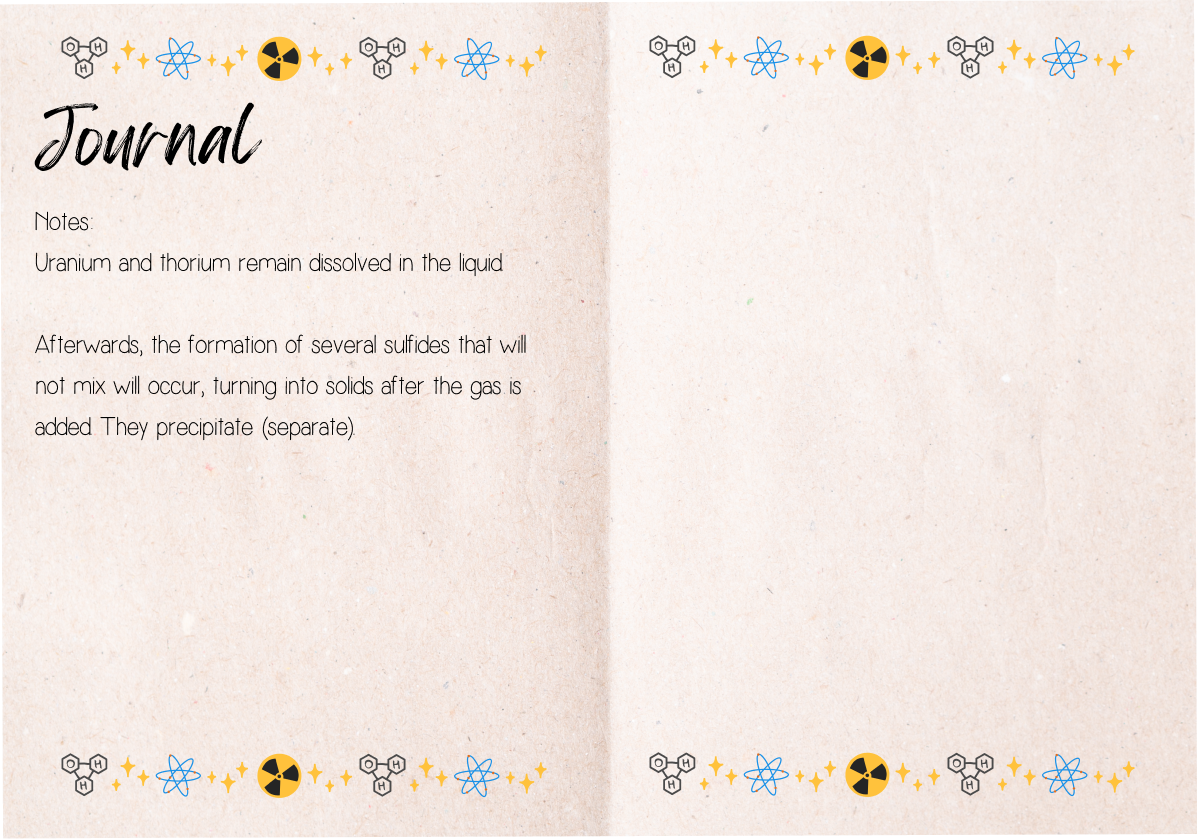 Journal
Notes:
Uranium and thorium remain dissolved in the liquid.
Afterwards, the formation of several sulfides that will
not mix will occur, turning into solids after the gas is
added. They precipitate (separate).